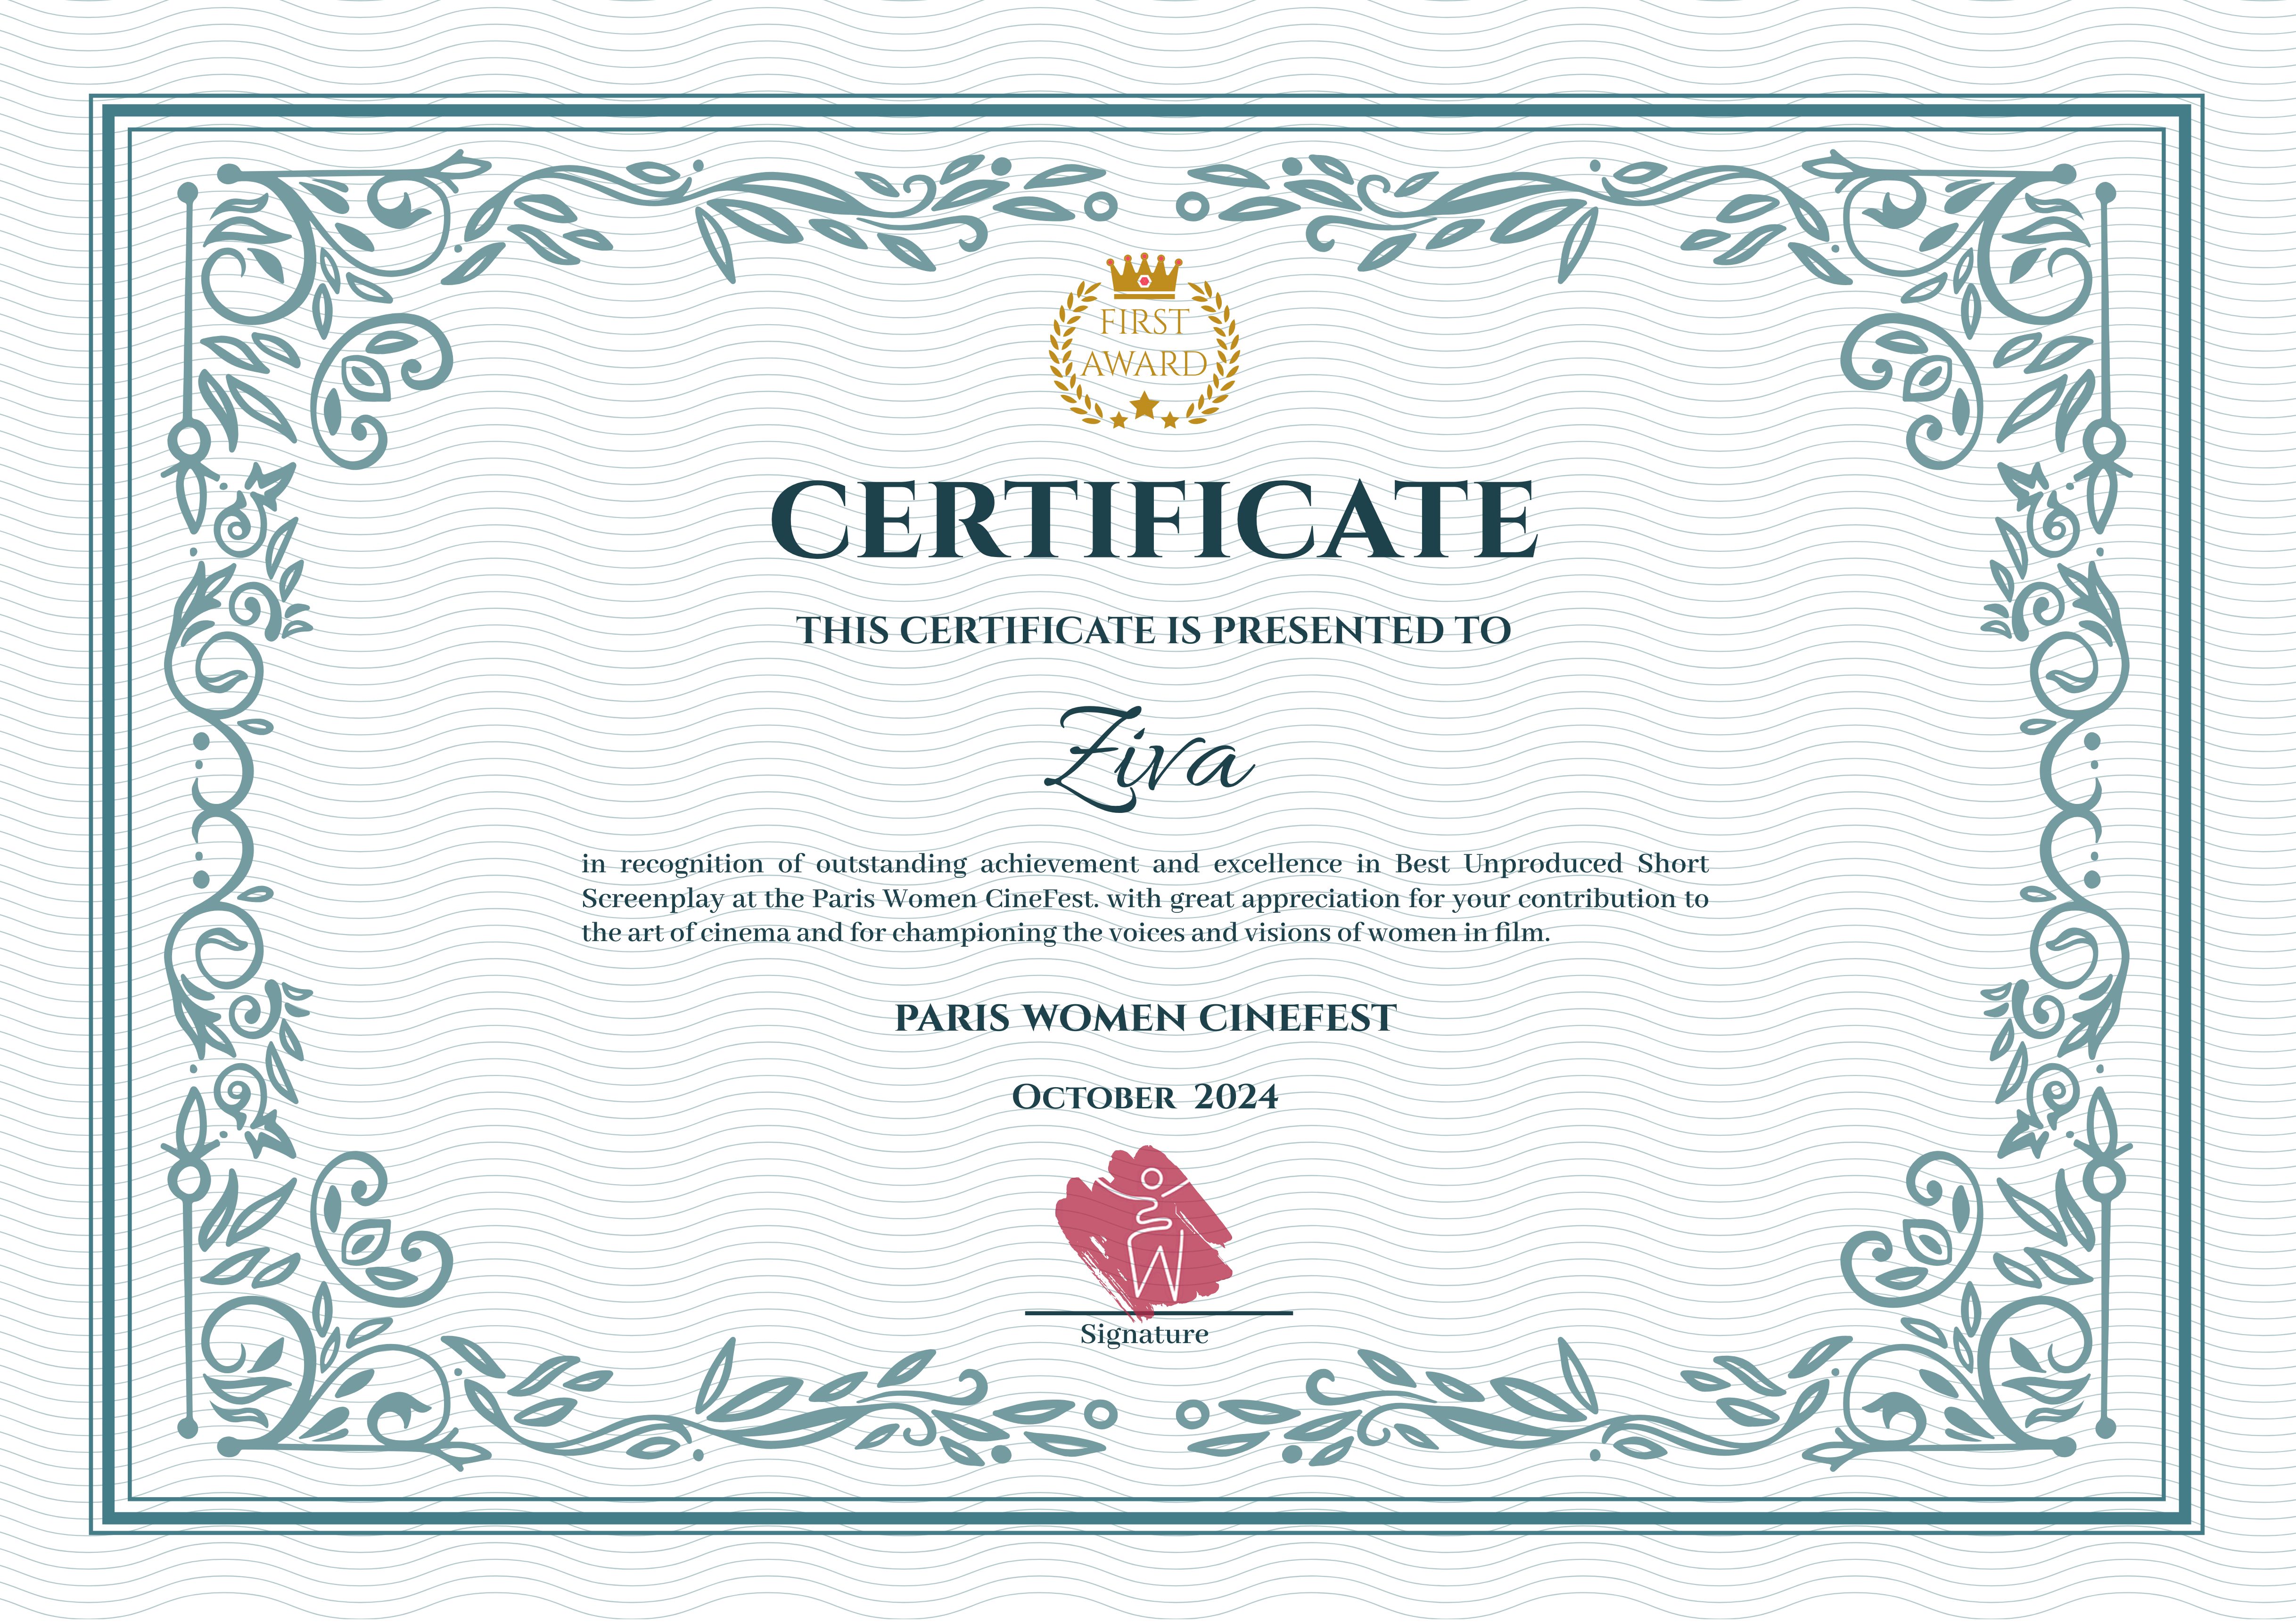 FIRST
AWARD
CERTIFICATE
THIS CERTIFICATE IS PRESENTED TO
Ziva
in recognition of outstanding achievement and excellence in Best Unproduced Short
Screenplay at the Paris Women CineFest. with great appreciation for your contribution to
the art of cinema and for championing the voices and visions of women in film.
PARIS WOMEN CINEFEST
OCTOBER 2024
Signature